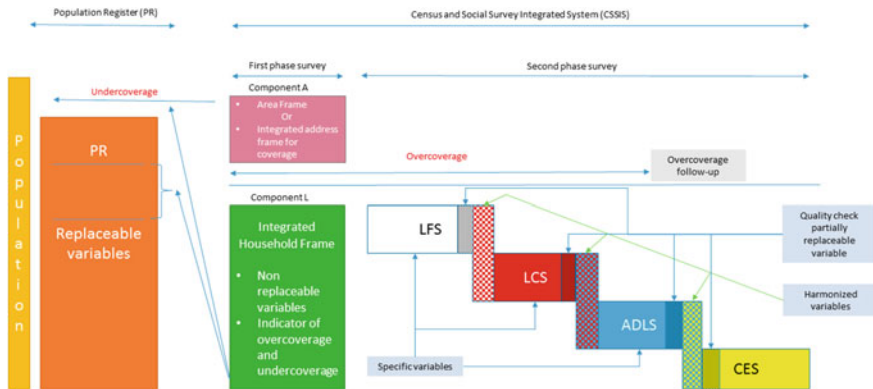 Population Register (PR)
Census and Social Survey Integrated System (CSSIS)
First phase survey
Second phase survey
Population
Undercoverage
PR
Replaceable
variables
Component A
• Area Frame
Or
• Integrated address
frame for
coverage
Overcoverage
Overcoverage
follow-up
Component L
Integrated
Household Frame
• Non
replaceable
variables
• Indicator of
overcoverage
and
undercoverage
LFS
LCS
ADLS
CES
Specific variables
Quality check
partially
replaceable
variable
Harmonized
variables